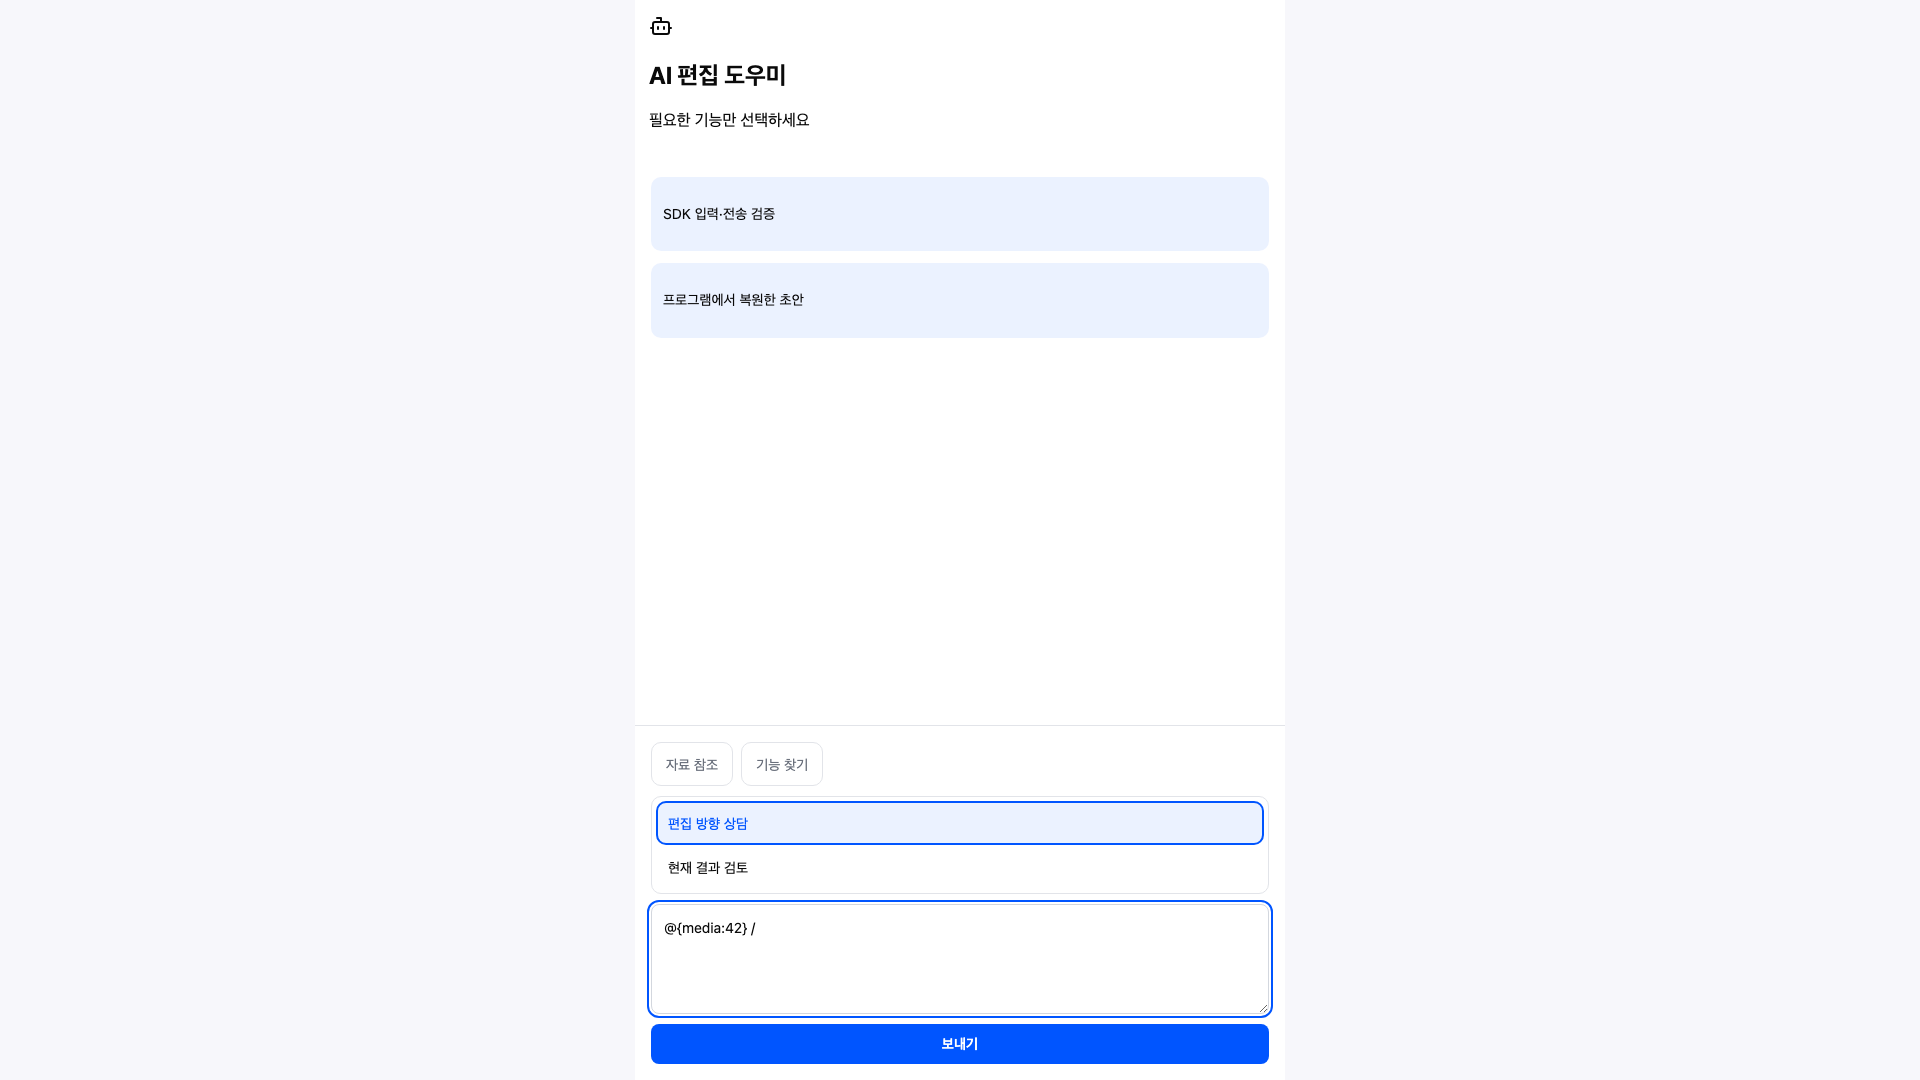 AI 편집 도우미
필요한 기능만 선택하세요
SDK 입력·전송 검증
프로그램에서 복원한 초안
자료 참조
기능 찾기
편집 방향 상담
현재 결과 검토
@{media:42} /
보내기